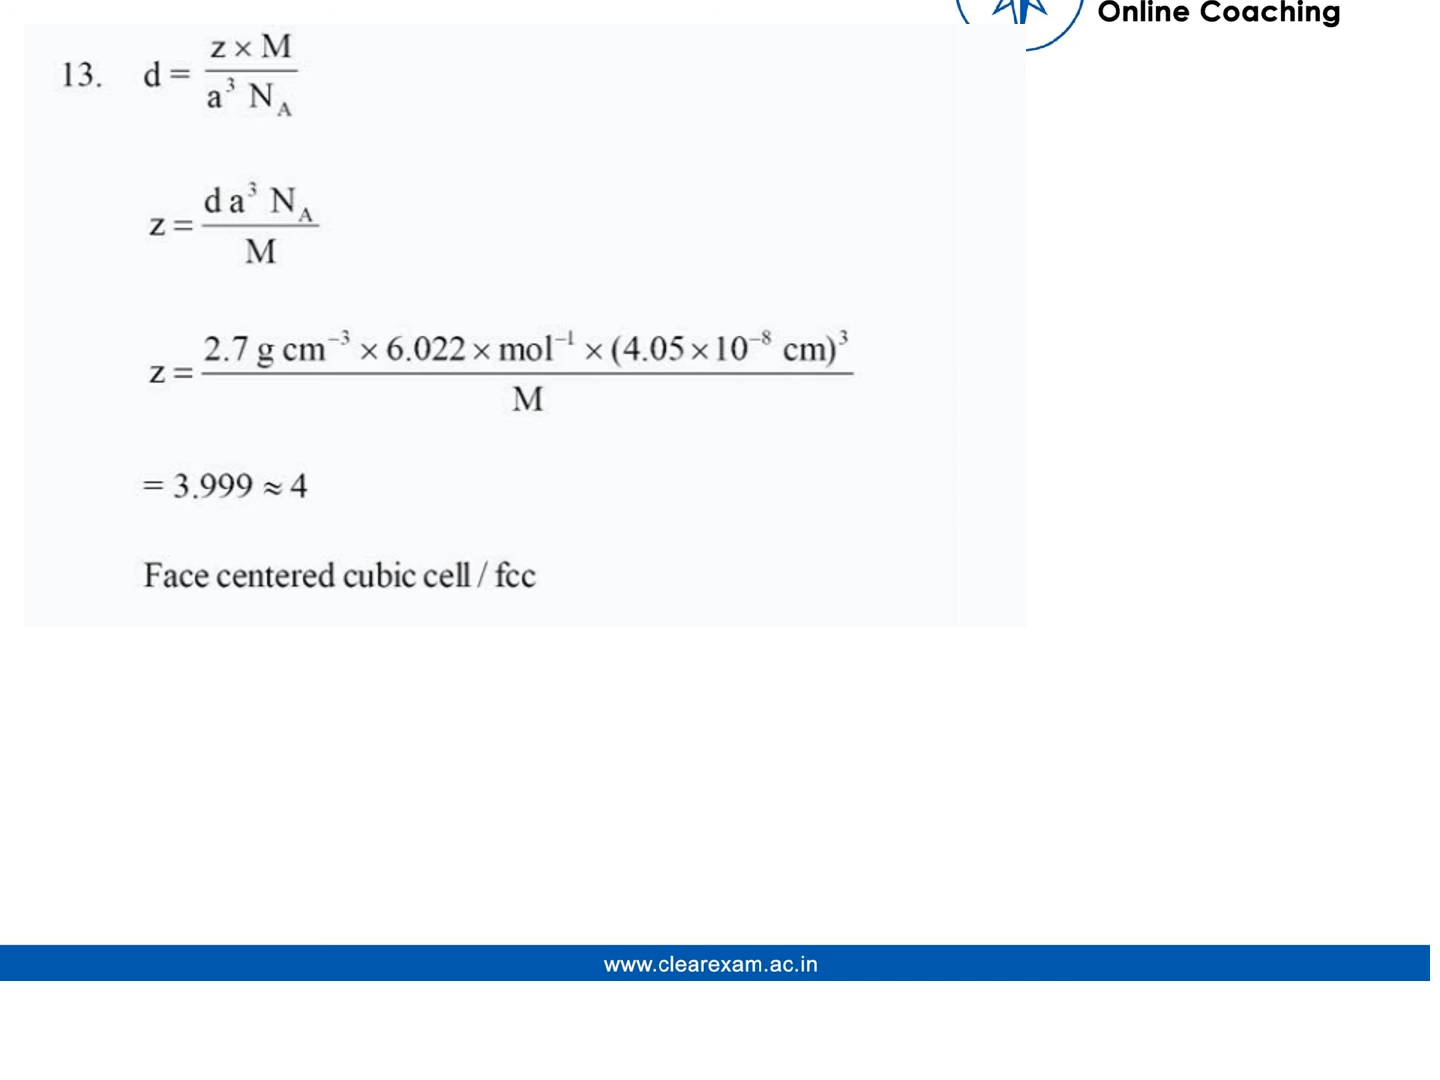 Online Coaching
13. d = z × M / a³ N_A
z = d a³ N_A / M
z = 2.7 g cm⁻³ × 6.022 × mol⁻¹ × (4.05 × 10⁻⁸ cm)³ / M
= 3.999 ≈ 4
Face centered cubic cell / fcc
www.clearexam.ac.in